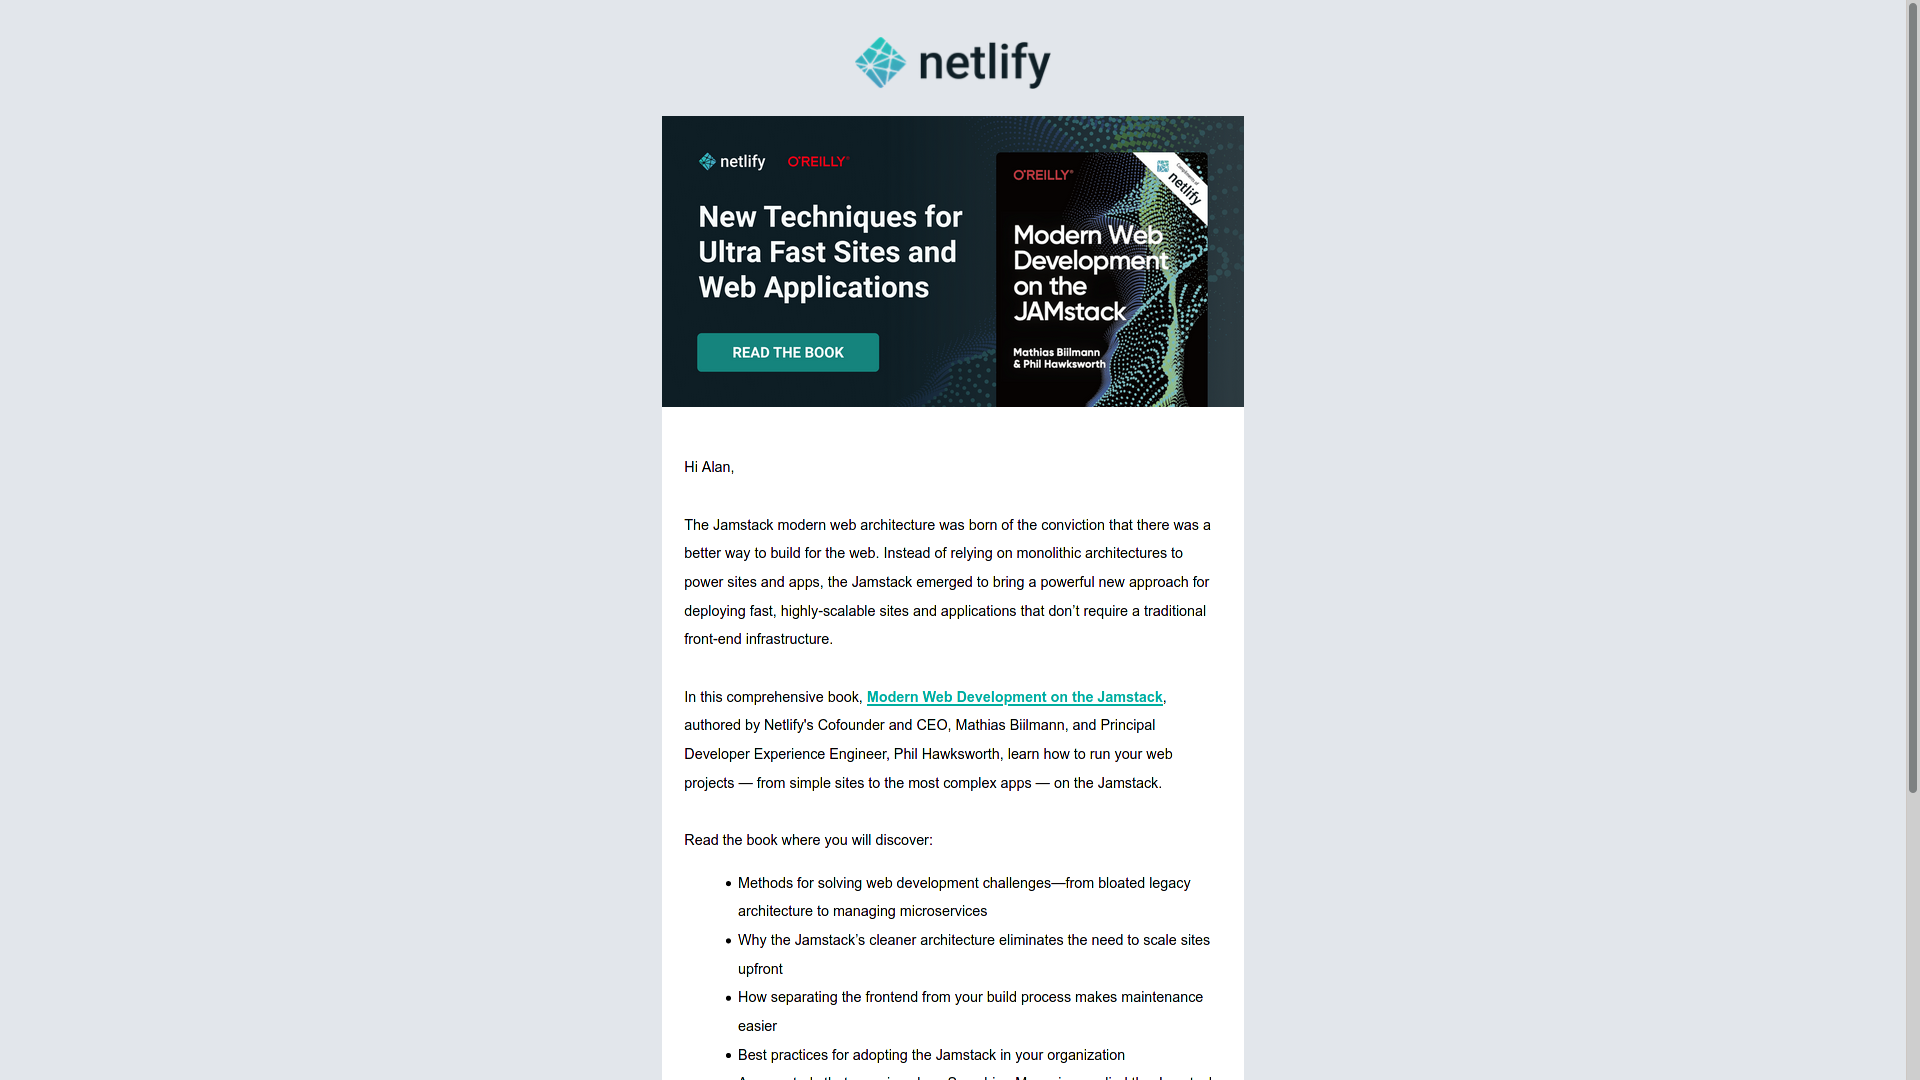 netlify
netlify O'REILLY®
New Techniques for
Ultra Fast Sites and
Web Applications
READ THE BOOK
O'REILLY®
Compliments of
netlify
Modern Web
Development
on the
JAMstack
Mathias Biilmann
& Phil Hawksworth
Hi Alan,
The Jamstack modern web architecture was born of the conviction that there was a
better way to build for the web. Instead of relying on monolithic architectures to
power sites and apps, the Jamstack emerged to bring a powerful new approach for
deploying fast, highly-scalable sites and applications that don’t require a traditional
front-end infrastructure.
In this comprehensive book, Modern Web Development on the Jamstack,
authored by Netlify's Cofounder and CEO, Mathias Biilmann, and Principal
Developer Experience Engineer, Phil Hawksworth, learn how to run your web
projects — from simple sites to the most complex apps — on the Jamstack.
Read the book where you will discover:
• Methods for solving web development challenges—from bloated legacy
architecture to managing microservices
• Why the Jamstack’s cleaner architecture eliminates the need to scale sites
upfront
• How separating the frontend from your build process makes maintenance
easier
• Best practices for adopting the Jamstack in your organization